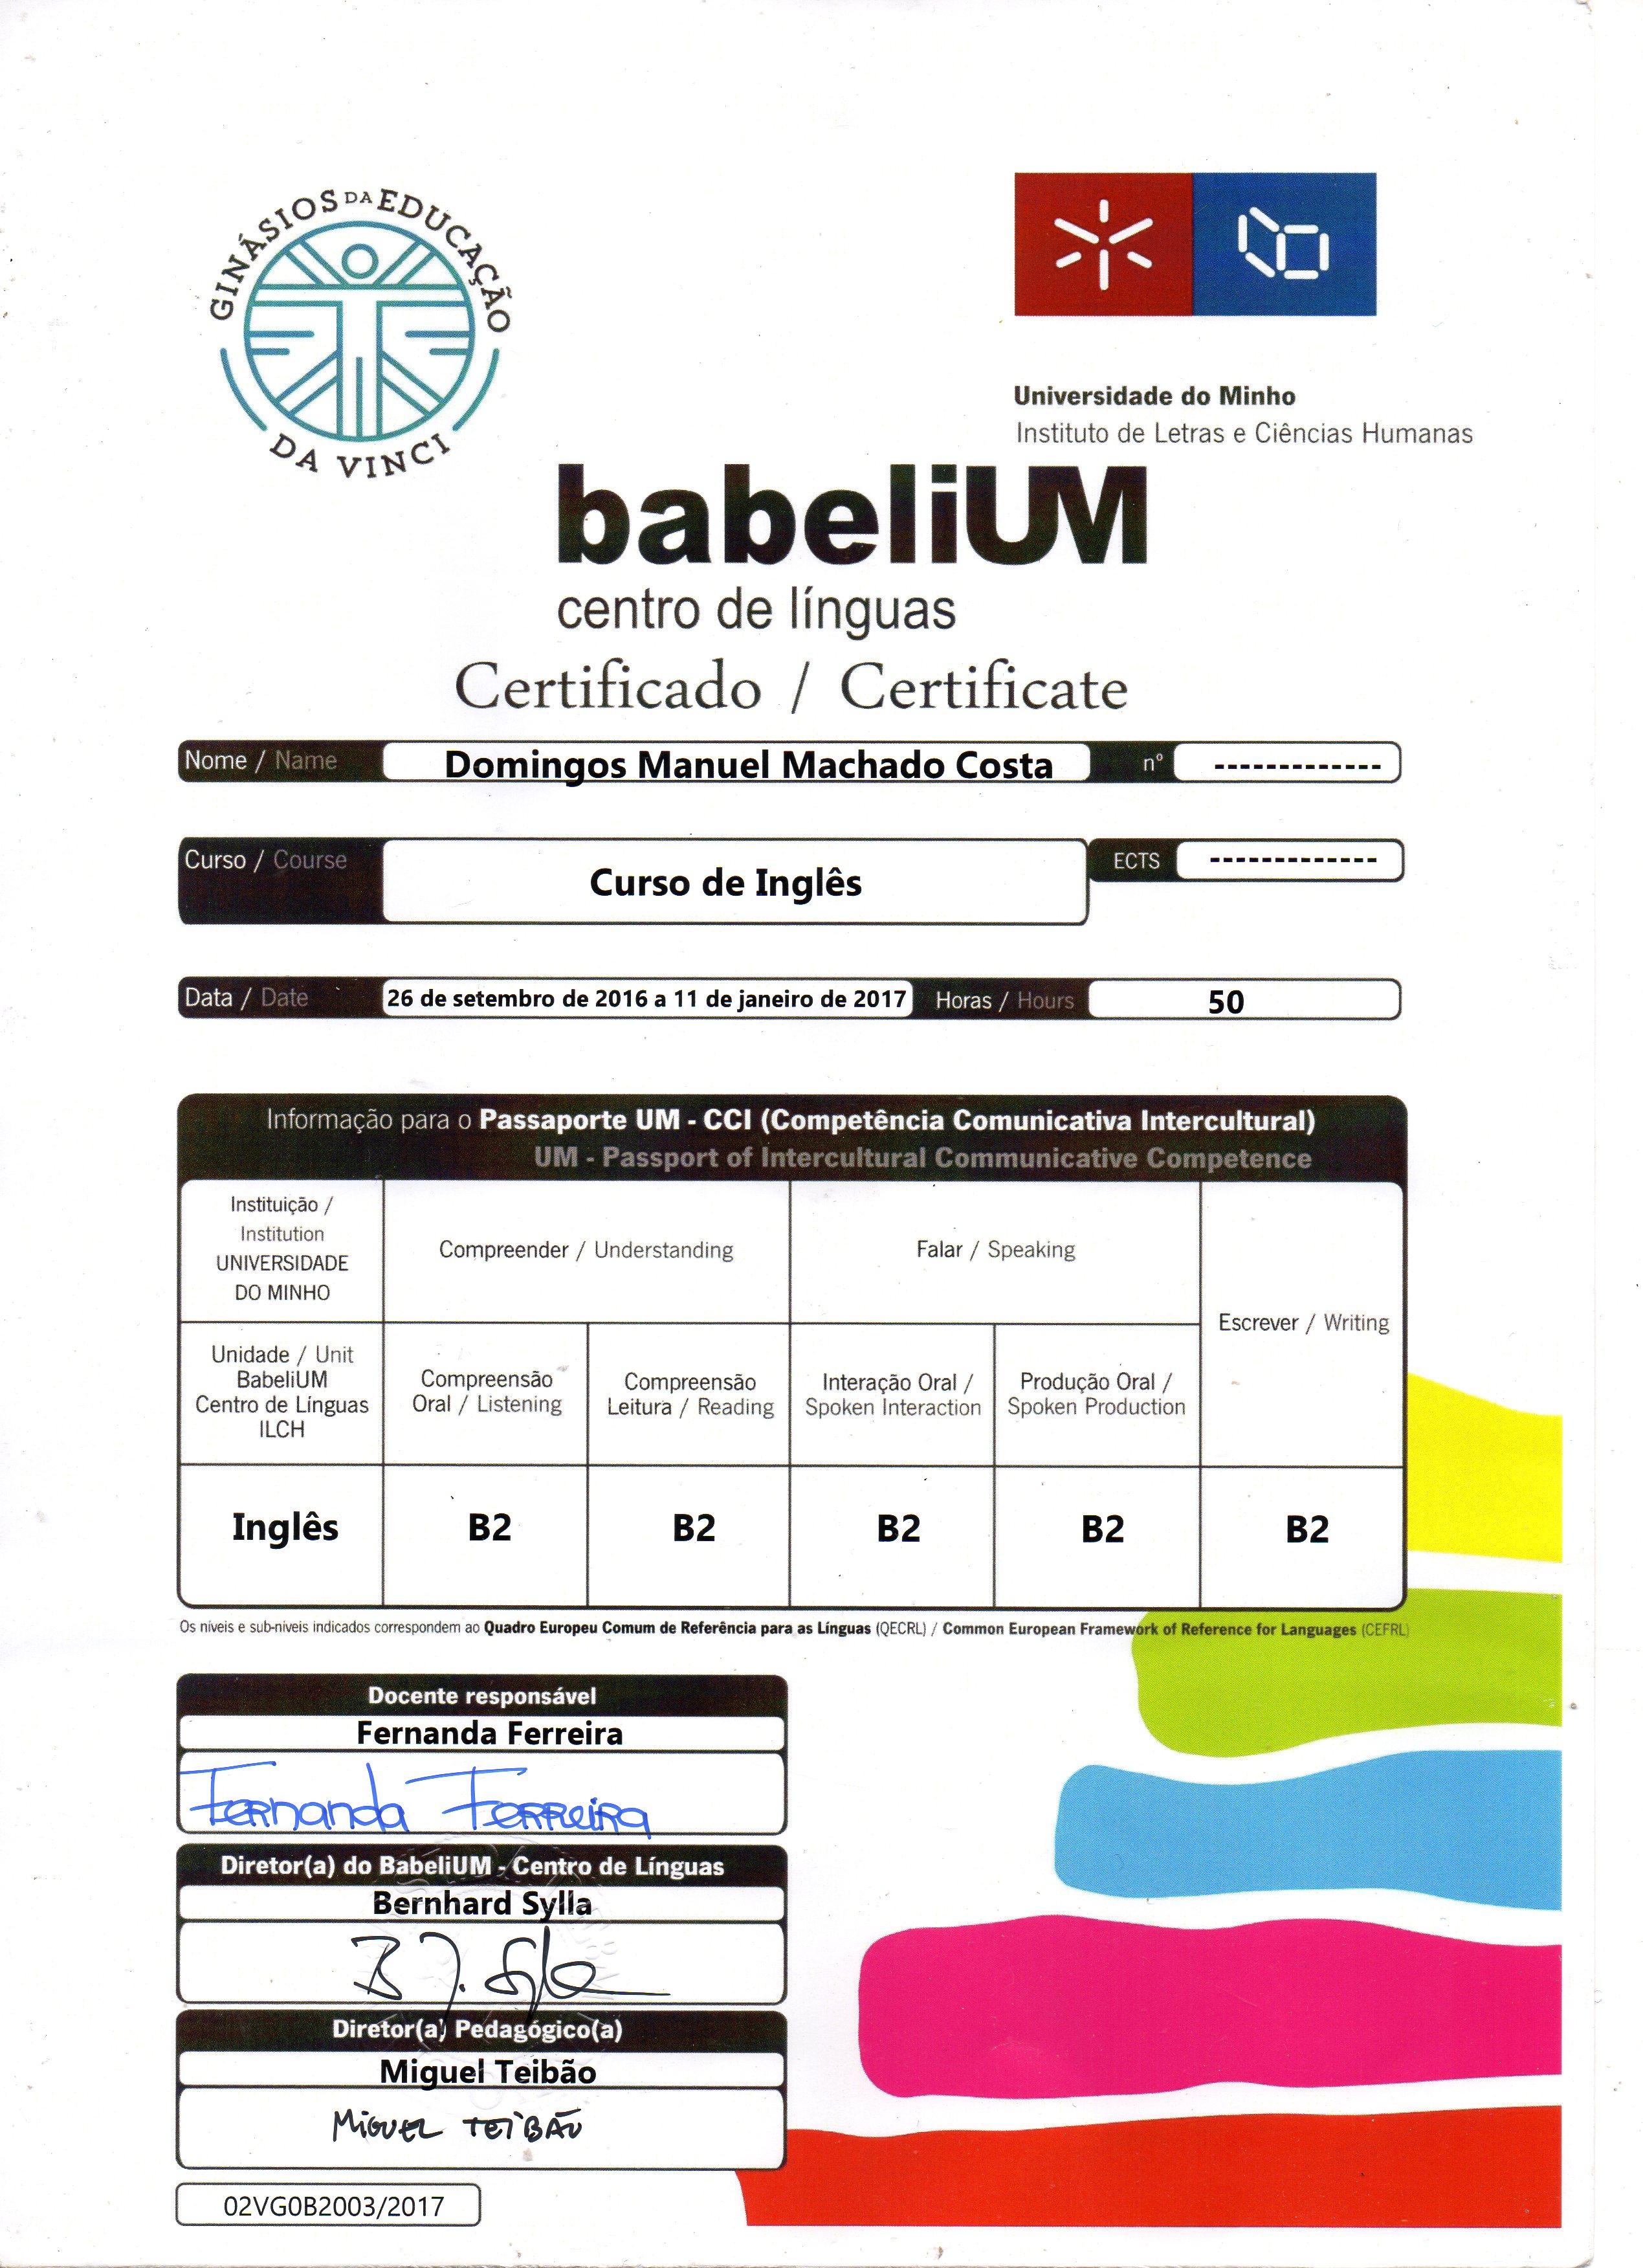 GINÁSIOS DA EDUCAÇÃO
DA VINCI
Universidade do Minho
Instituto de Letras e Ciências Humanas
babeliUM
centro de línguas
Certificado / Certificate
Nome / Name Domingos Manuel Machado Costa nº -------------
Curso / Course Curso de Inglês ECTS -------------
Data / Date 26 de setembro de 2016 a 11 de janeiro de 2017 Horas / Hours 50
Informação para o Passaporte UM - CCI (Competência Comunicativa Intercultural)
UM - Passport of Intercultural Communicative Competence
Instituição /
Institution
UNIVERSIDADE
DO MINHO
Compreender / Understanding
Falar / Speaking
Escrever / Writing
Unidade / Unit
BabeliUM
Centro de Línguas
ILCH
Compreensão
Oral / Listening
Compreensão
Leitura / Reading
Interação Oral /
Spoken Interaction
Produção Oral /
Spoken Production
Inglês B2 B2 B2 B2 B2
Os níveis e sub-níveis indicados correspondem ao Quadro Europeu Comum de Referência para as Línguas (QECRL) / Common European Framework of Reference for Languages (CEFRL)
Docente responsável
Fernanda Ferreira
Fernanda Ferreira
Diretor(a) do BabeliUM - Centro de Línguas
Bernhard Sylla
B J. Sylla
Diretor(a) Pedagógico(a)
Miguel Teibão
Miguel Teibão
02VG0B2003/2017